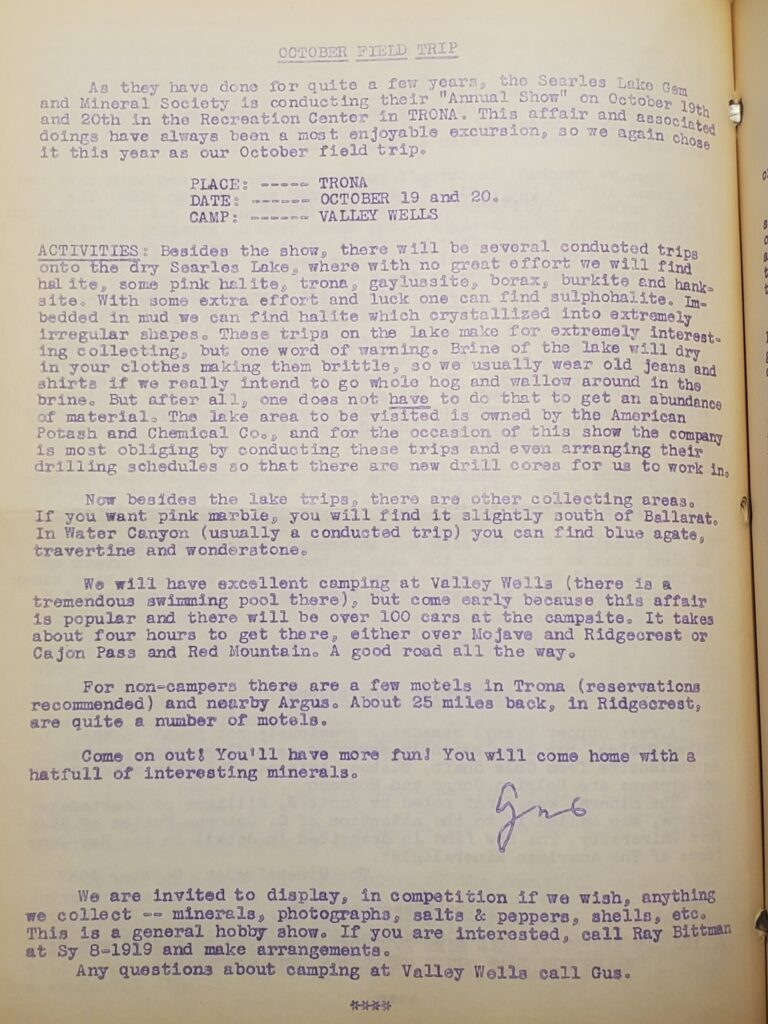 OCTOBER FIELD TRIP
As they have done for quite a few years, the Searles Lake Gem
and Mineral Society is conducting their "Annual Show" on October 19th
and 20th in the Recreation Center in TRONA. This affair and associated
doings have always been a most enjoyable excursion, so we again chose
it this year as our October field trip.
PLACE: ----- TRONA
DATE: ------ OCTOBER 19 and 20.
CAMP: ------ VALLEY WELLS
ACTIVITIES: Besides the show, there will be several conducted trips
onto the dry Searles Lake, where with no great effort we will find
halite, some pink halite, trona, gaylussite, borax, burkite and hank-
site. With some extra effort and luck one can find sulphohalite. Im-
bedded in mud we can find halite which crystallized into extremely
irregular shapes. These trips on the lake make for extremely interest-
ing collecting, but one word of warning. Brine of the lake will dry
in your clothes making them brittle, so we usually wear old jeans and
shirts if we really intend to go whole hog and wallow around in the
brine. But after all, one does not have to do that to get an abundance
of material. The lake area to be visited is owned by the American
Potash and Chemical Co., and for the occasion of this show the company
is most obliging by conducting these trips and even arranging their
drilling schedules so that there are new drill cores for us to work in.
Now besides the lake trips, there are other collecting areas.
If you want pink marble, you will find it slightly south of Ballarat.
In Water Canyon (usually a conducted trip) you can find blue agate,
travertine and wonderstone.
We will have excellent camping at Valley Wells (there is a
tremendous swimming pool there), but come early because this affair
is popular and there will be over 100 cars at the campsite. It takes
about four hours to get there, either over Mojave and Ridgecrest or
Cajon Pass and Red Mountain. A good road all the way.
For non-campers there are a few motels in Trona (reservations
recommended) and nearby Argus. About 25 miles back, in Ridgecrest,
are quite a number of motels.
Come on out! You'll have more fun! You will come home with a
hatfull of interesting minerals.
Gus
We are invited to display, in competition if we wish, anything
we collect -- minerals, photographs, salts & peppers, shells, etc.
This is a general hobby show. If you are interested, call Ray Bittman
at Sy 8-1919 and make arrangements.
Any questions about camping at Valley Wells call Gus.
****